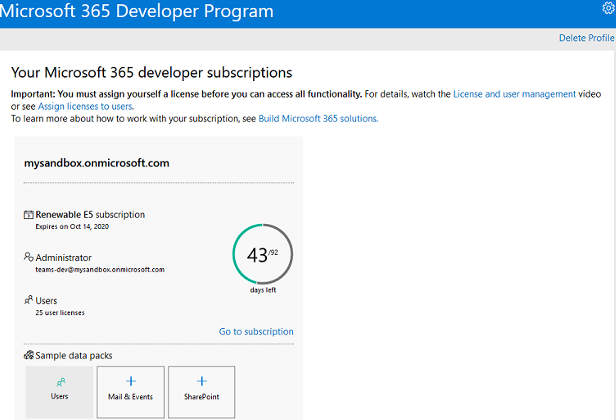 Microsoft 365 Developer Program
Delete Profile
Your Microsoft 365 developer subscriptions
Important: You must assign yourself a license before you can access all functionality. For details, watch the License and user management video
or see Assign licenses to users.
To learn more about how to work with your subscription, see Build Microsoft 365 solutions.
mysandbox.onmicrosoft.com
Renewable E5 subscription
Expires on Oct 14, 2020
43/92
days left
Administrator
teams-dev@mysandbox.onmicrosoft.com
Users
25 user licenses
Go to subscription
Sample data packs
Users
Mail & Events
SharePoint